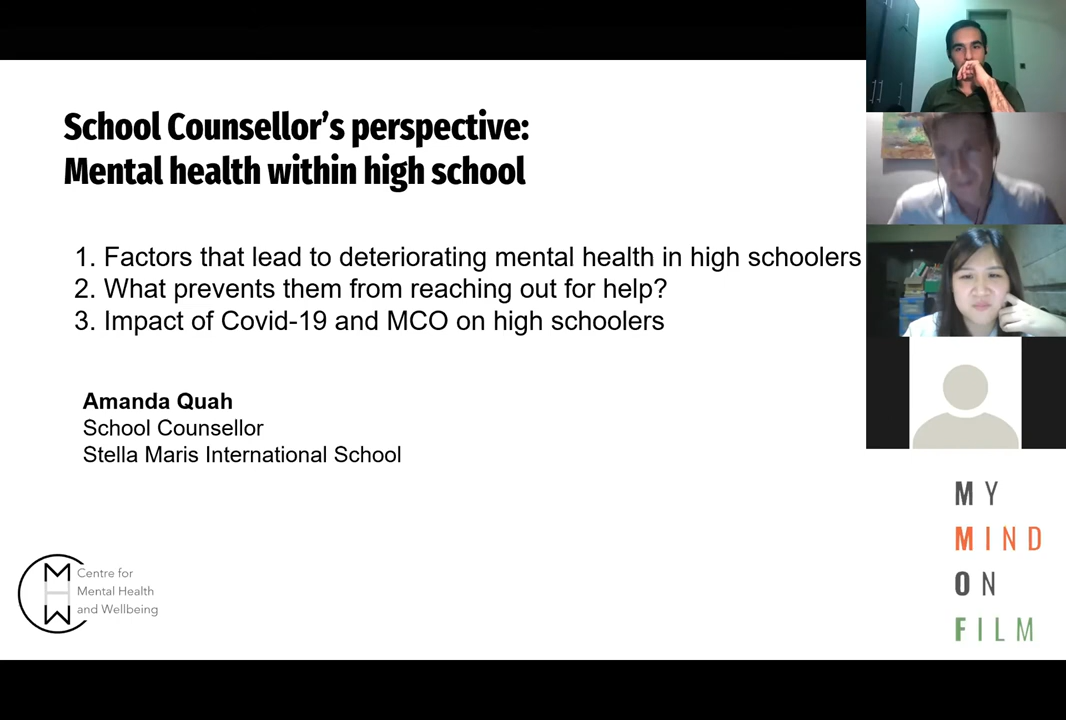 School Counsellor’s perspective:
Mental health within high school
1. Factors that lead to deteriorating mental health in high schoolers
2. What prevents them from reaching out for help?
3. Impact of Covid-19 and MCO on high schoolers
Amanda Quah
School Counsellor
Stella Maris International School
MHW
Centre for
Mental Health
and Wellbeing
MY
MIND
ON
FILM